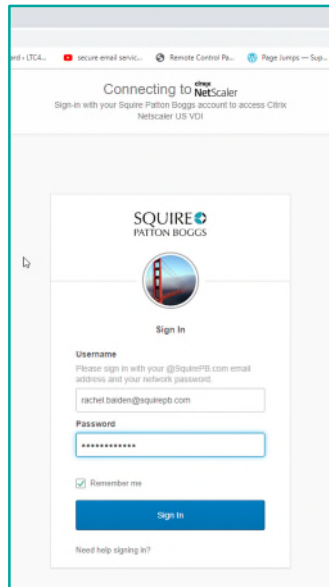 ard - LTC4... secure email servic... Remote Control Pa... Page Jumps — Sup...
Connecting to citrix NetScaler
Sign-in with your Squire Patton Boggs account to access Citrix
Netscaler US VDI
SQUIRE
PATTON BOGGS
Sign In
Username
Please sign in with your @SquirePB.com email
address and your network password.
rachel.baiden@squirepb.com
Password
••••••••••••
Remember me
Sign In
Need help signing in?